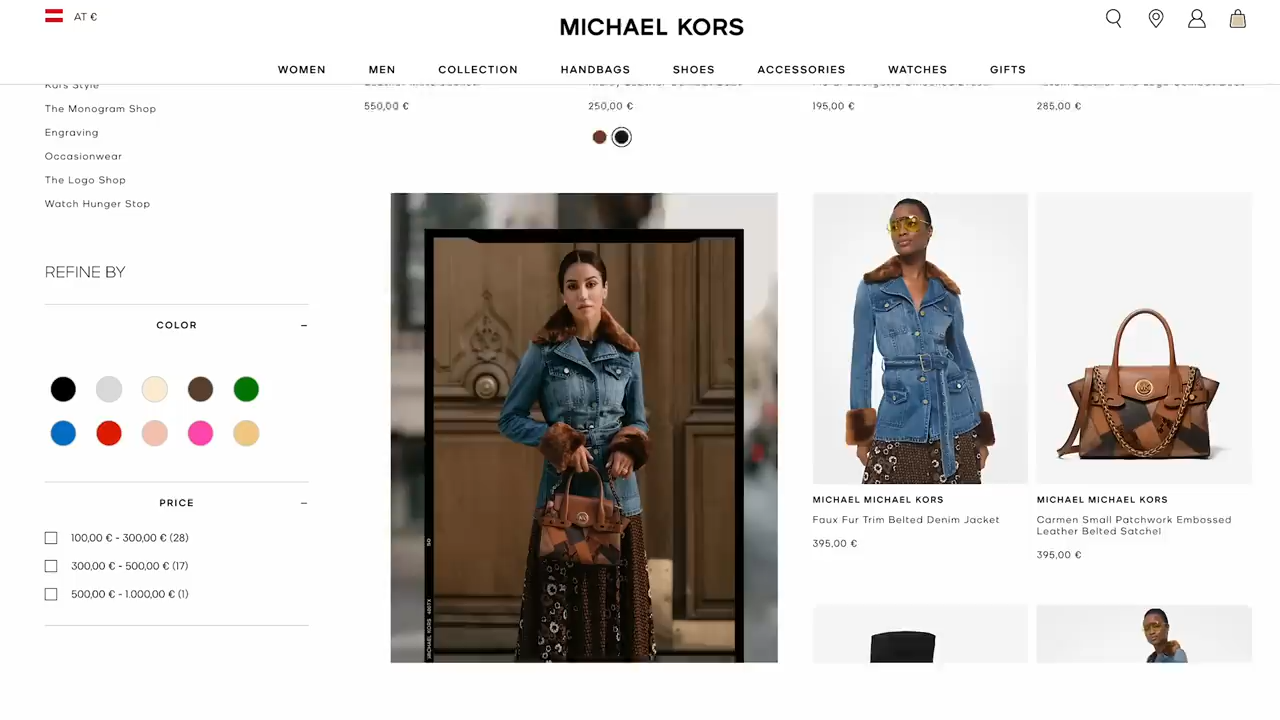 AT €
MICHAEL KORS
WOMEN
MEN
COLLECTION
HANDBAGS
SHOES
ACCESSORIES
WATCHES
GIFTS
Kors Style
The Monogram Shop
Engraving
Occasionwear
The Logo Shop
Watch Hunger Stop
REFINE BY
COLOR
PRICE
100,00 € - 300,00 € (28)
300,00 € - 500,00 € (17)
500,00 € - 1.000,00 € (1)
550,00 €
250,00 €
195,00 €
285,00 €
50
MICHAEL KORS
MICHAEL MICHAEL KORS
Faux Fur Trim Belted Denim Jacket
395,00 €
MICHAEL MICHAEL KORS
Carmen Small Patchwork Embossed
Leather Belted Satchel
395,00 €